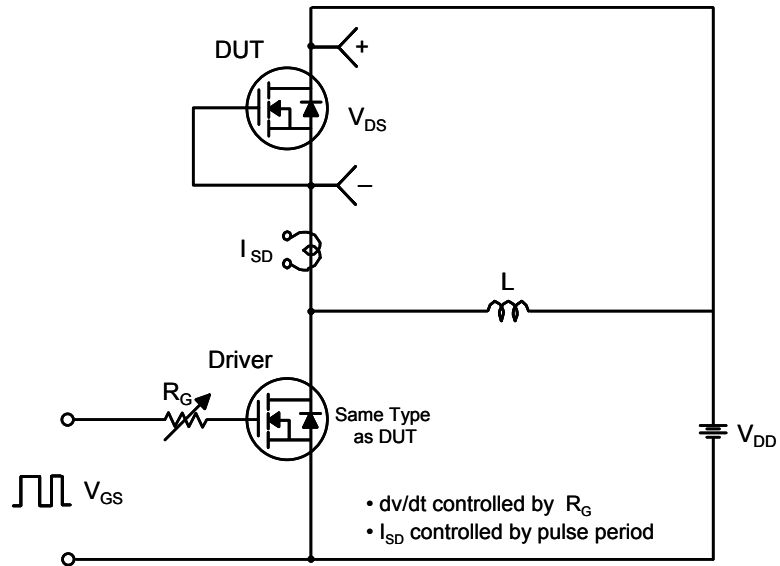 DUT
+
V_DS
–
I_SD
L
Driver
R_G
Same Type
as DUT
V_DD
V_GS
• dv/dt controlled by R_G
• I_SD controlled by pulse period